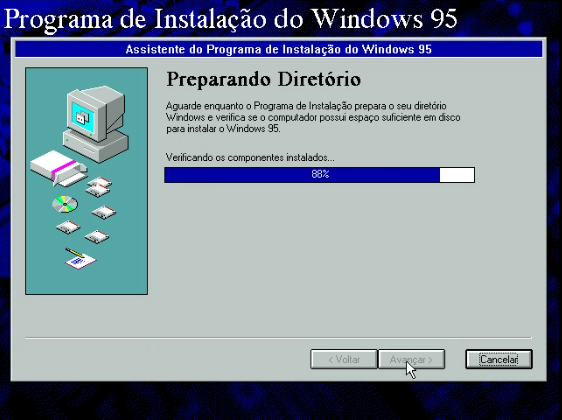 Programa de Instalação do Windows 95
Assistente do Programa de Instalação do Windows 95
Preparando Diretório
Aguarde enquanto o Programa de Instalação prepara o seu diretório
Windows e verifica se o computador possui espaço suficiente em disco
para instalar o Windows 95.
Verificando os componentes instalados...
88%
< Voltar
Avançar >
Cancelar